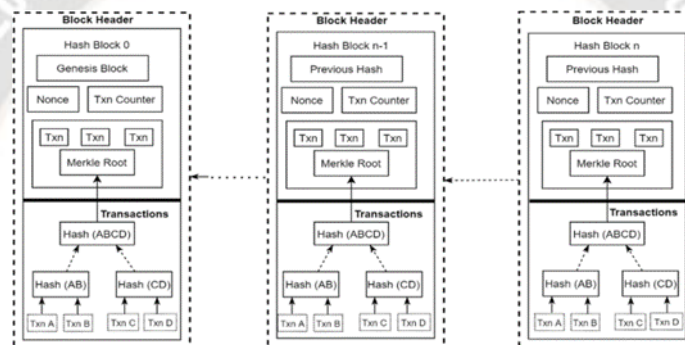 Block Header
Hash Block 0
Genesis Block
Nonce
Txn Counter
Txn Txn Txn
Merkle Root
Transactions
Hash (ABCD)
Hash (AB) Hash (CD)
Txn A Txn B Txn C Txn D
Block Header
Hash Block n-1
Previous Hash
Nonce
Txn Counter
Txn Txn Txn
Merkle Root
Transactions
Hash (ABCD)
Hash (AB) Hash (CD)
Txn A Txn B Txn C Txn D
Block Header
Hash Block n
Previous Hash
Nonce
Txn Counter
Txn Txn Txn
Merkle Root
Transactions
Hash (ABCD)
Hash (AB) Hash (CD)
Txn A Txn B Txn C Txn D